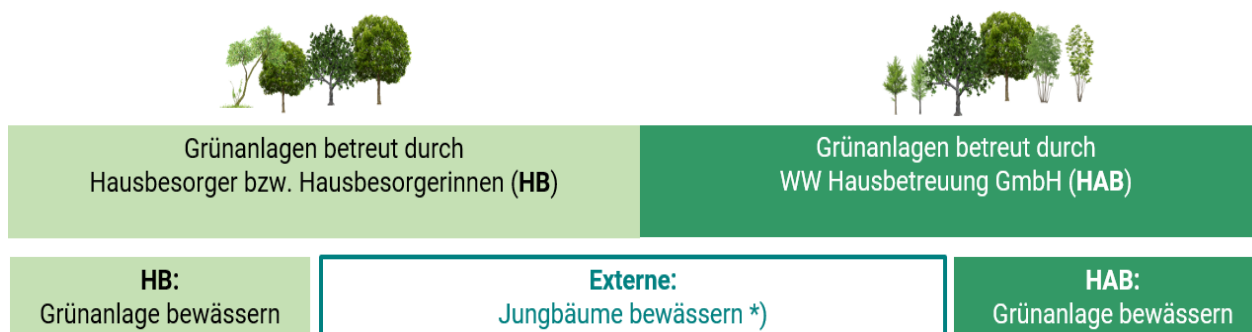 Grünanlagen betreut durch
Hausbesorger bzw. Hausbesorgerinnen (HB)
Grünanlagen betreut durch
WW Hausbetreuung GmbH (HAB)
HB:
Grünanlage bewässern
Externe:
Jungbäume bewässern *)
HAB:
Grünanlage bewässern